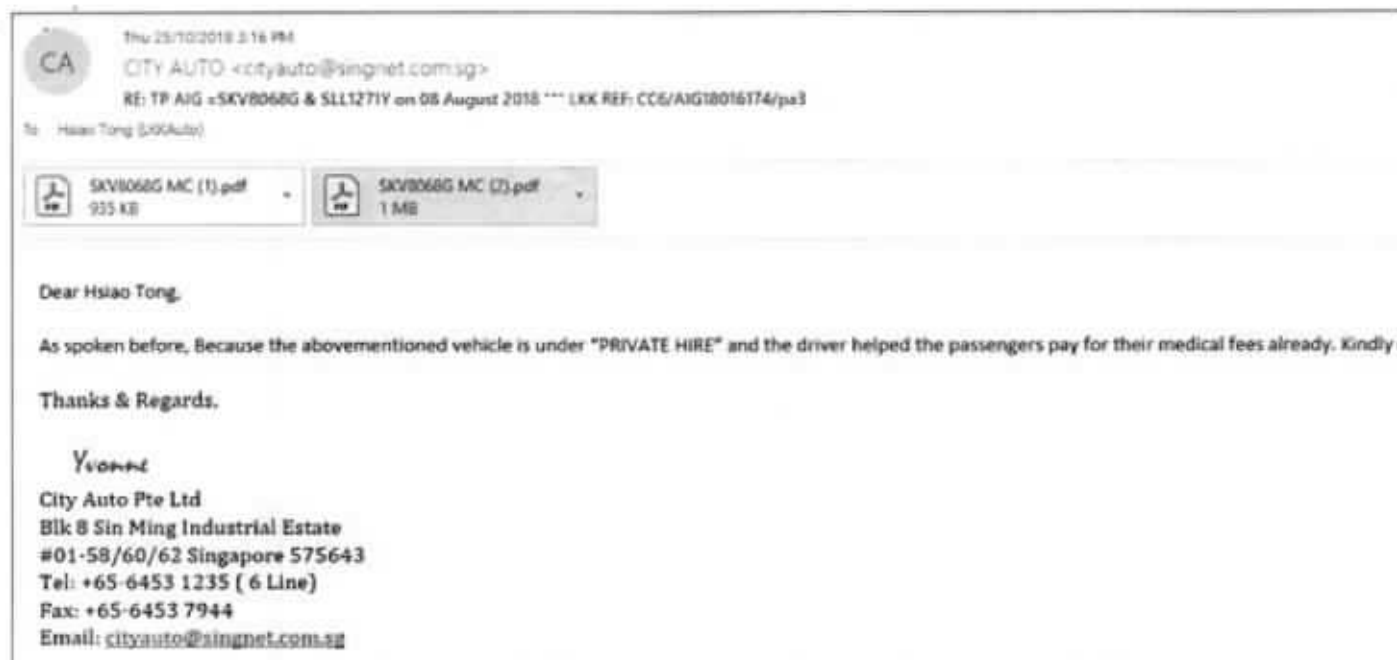 CA
Thu 25/10/2018 3:16 PM
CITY AUTO <cityauto@singnet.com.sg>
RE: TP AIG =SKV8068G & SLL1271Y on 08 August 2018 *** LKK REF: CC6/AIG18016174/pa3
To Hsiao Tong (LKKAuto)
SKV8068G MC (1).pdf
935 KB
SKV8068G MC (2).pdf
1 MB
Dear Hsiao Tong,
As spoken before, Because the abovementioned vehicle is under "PRIVATE HIRE" and the driver helped the passengers pay for their medical fees already. Kindly
Thanks & Regards.
Yvonne
City Auto Pte Ltd
Blk 8 Sin Ming Industrial Estate
#01-58/60/62 Singapore 575643
Tel: +65-6453 1235 ( 6 Line)
Fax: +65-6453 7944
Email: cityauto@singnet.com.sg